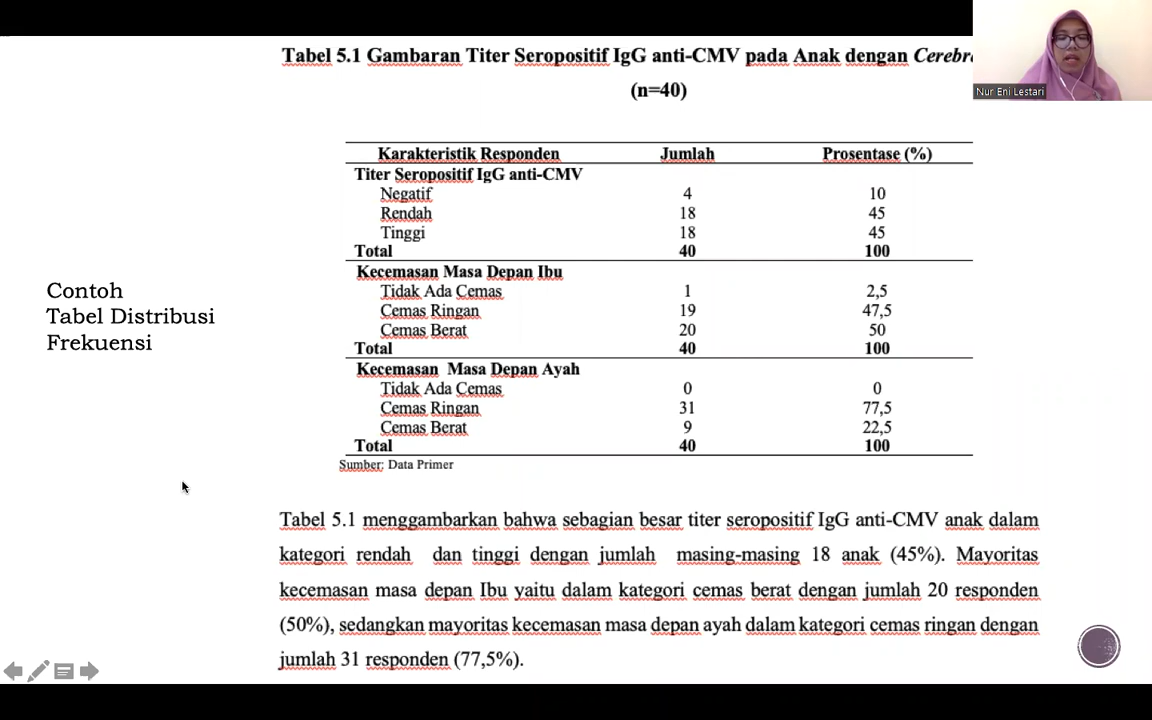 Tabel 5.1 Gambaran Titer Seropositif IgG anti-CMV pada Anak dengan
(n=40)
Nur Eni Lestari
Karakteristik Responden Jumlah Prosentase (%)
Titer Seropositif IgG anti-CMV
Negatif 4 10
Rendah 18 45
Tinggi 18 45
Total 40 100
Kecemasan Masa Depan Ibu
Tidak Ada Cemas 1 2,5
Cemas Ringan 19 47,5
Cemas Berat 20 50
Total 40 100
Kecemasan Masa Depan Ayah
Tidak Ada Cemas 0 0
Cemas Ringan 31 77,5
Cemas Berat 9 22,5
Total 40 100
Sumber: Data Primer
Contoh
Tabel Distribusi
Frekuensi
Tabel 5.1 menggambarkan bahwa sebagian besar titer seropositif IgG anti-CMV anak dalam
kategori rendah dan tinggi dengan jumlah masing-masing 18 anak (45%). Mayoritas
kecemasan masa depan Ibu yaitu dalam kategori cemas berat dengan jumlah 20 responden
(50%), sedangkan mayoritas kecemasan masa depan ayah dalam kategori cemas ringan dengan
jumlah 31 responden (77,5%).